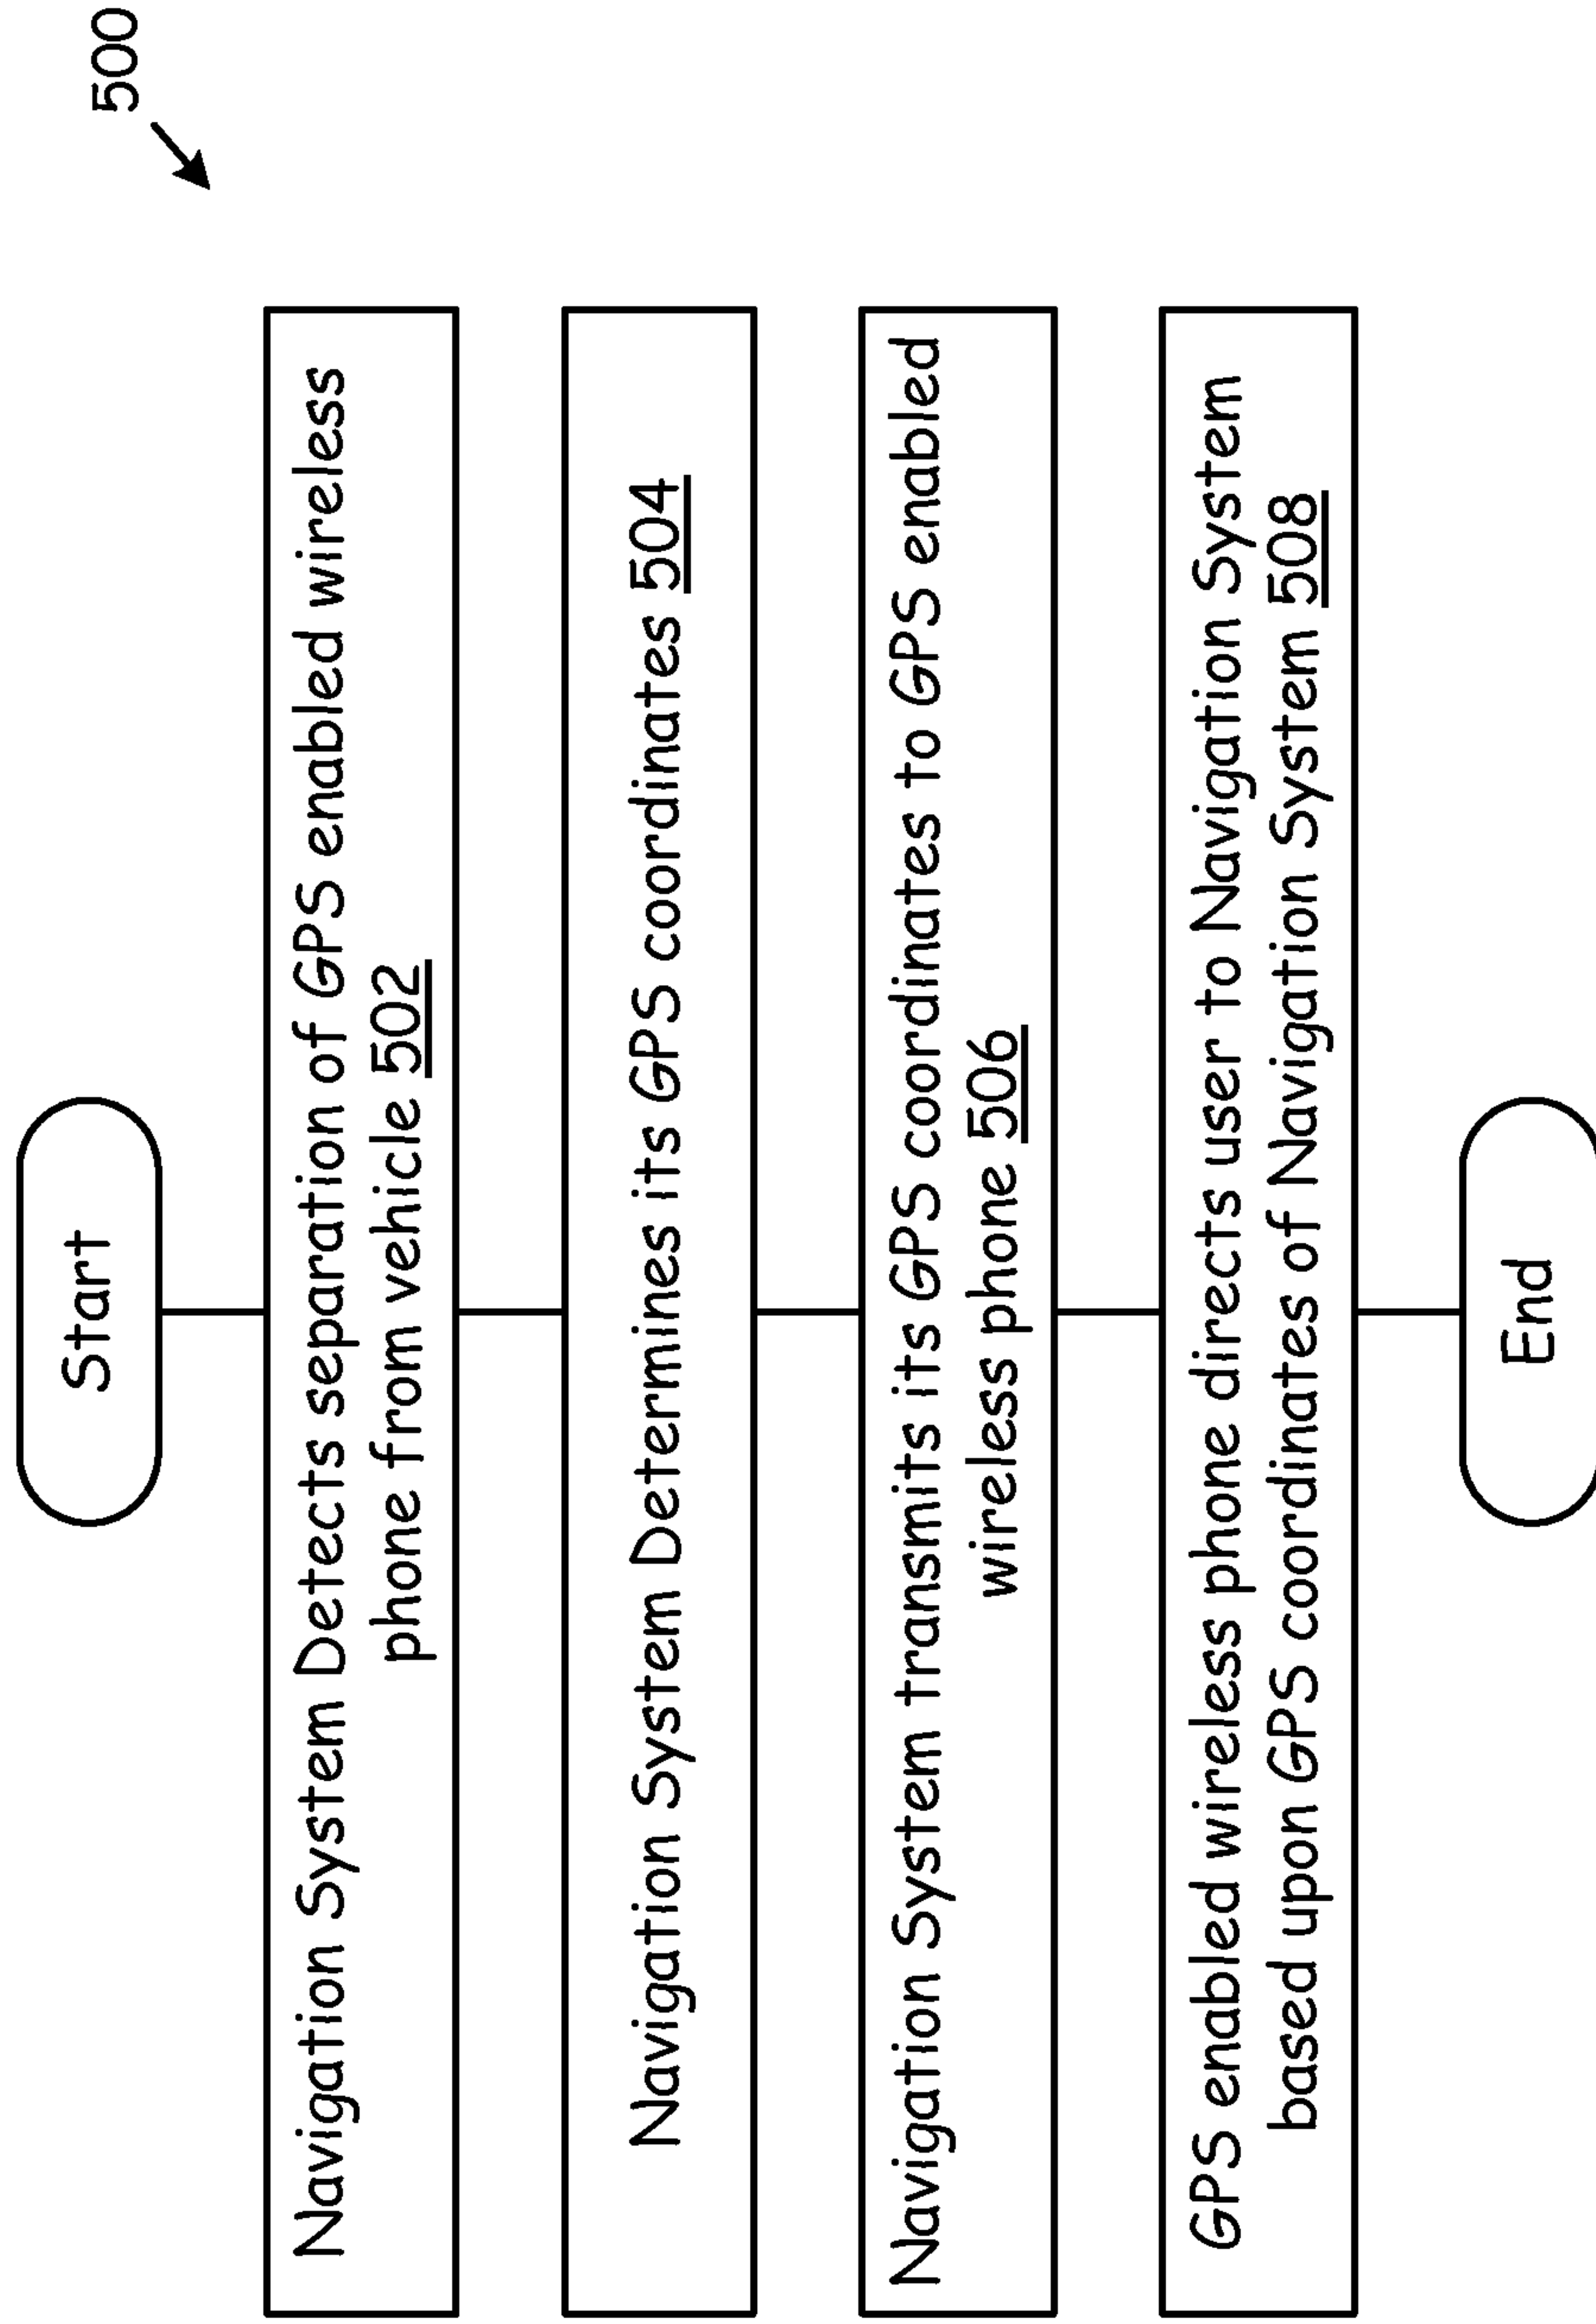 500
Start
Navigation System Detects separation of GPS enabled wireless
phone from vehicle 502
Navigation System Determines its GPS coordinates 504
Navigation System transmits its GPS coordinates to GPS enabled
wireless phone 506
GPS enabled wireless phone directs user to Navigation System
based upon GPS coordinates of Navigation System 508
End